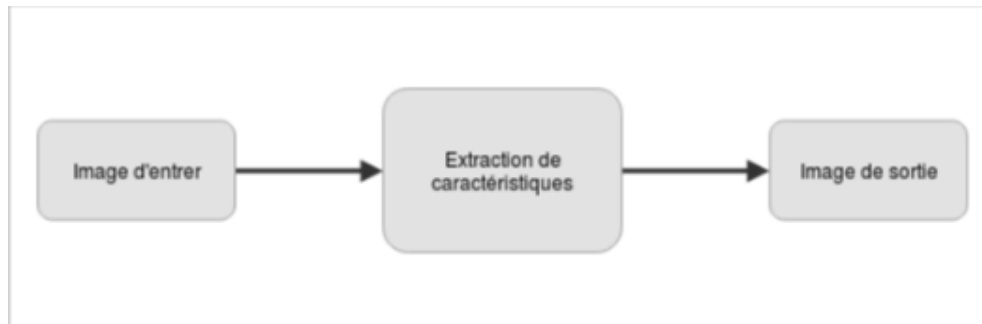 Image d'entrer
Extraction de
caractéristiques
Image de sortie